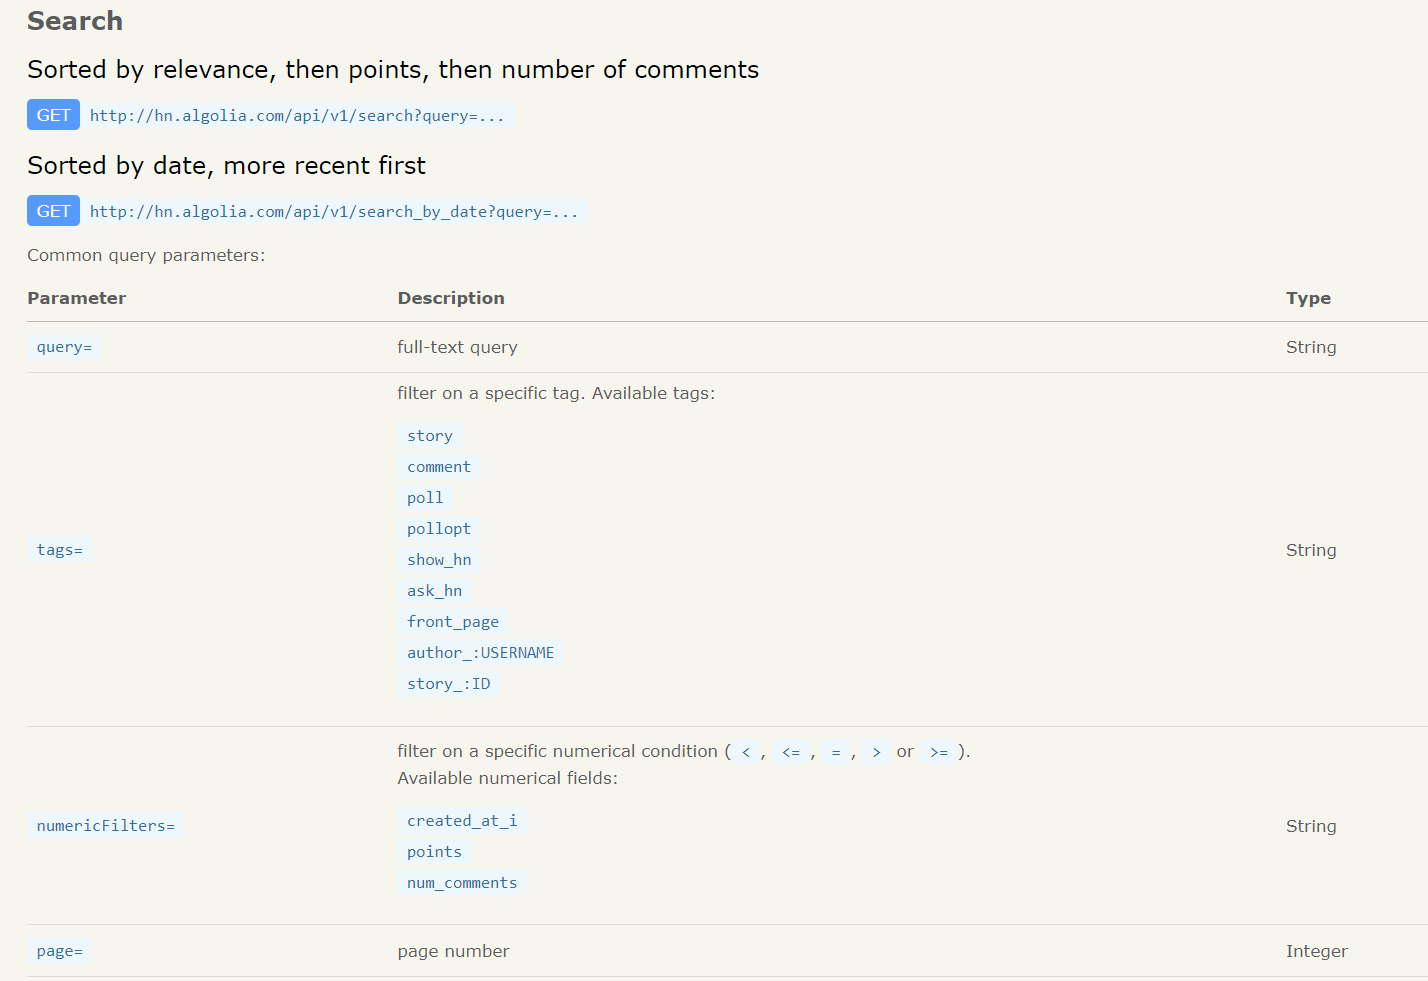 Search
Sorted by relevance, then points, then number of comments
GET http://hn.algolia.com/api/v1/search?query=...
Sorted by date, more recent first
GET http://hn.algolia.com/api/v1/search_by_date?query=...
Common query parameters:
Parameter Description Type
query= full-text query String
filter on a specific tag. Available tags:
story
comment
poll
pollopt
tags= String
show_hn
ask_hn
front_page
author_:USERNAME
story_:ID
filter on a specific numerical condition ( < , <= , = , > or >= ).
Available numerical fields:
created_at_i
numericFilters= String
points
num_comments
page= page number Integer